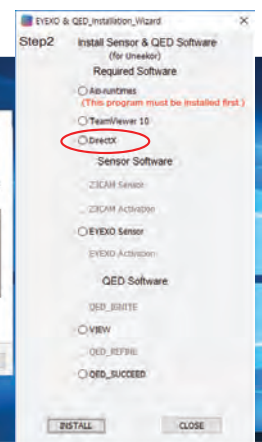 EYEXO & QED_Installation_Wizard
Step2
Install Sensor & QED Software
(for Uneekor)
Required Software
Aio-runtimes
(This program must be installed first.)
TeamViewer 10
DirectX
Sensor Software
Z3CAM Sensor
Z3CAM Activation
EYEXO Sensor
EYEXO Activation
QED Software
QED_IGNITE
VIEW
QED_REFINE
QED_SUCCEED
INSTALL
CLOSE